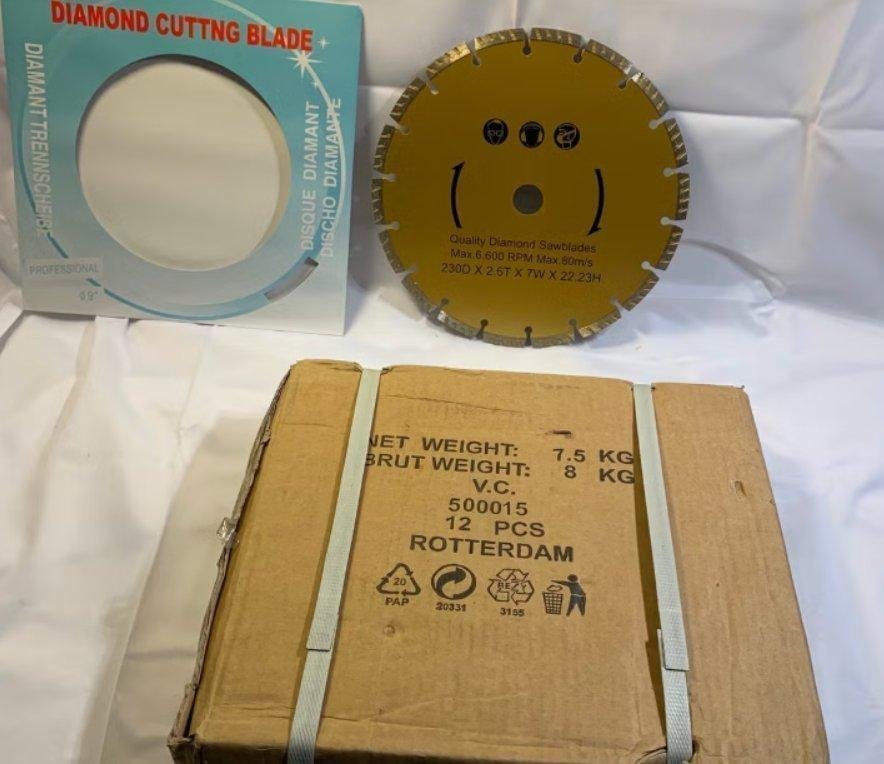 DIAMOND CUTTNG BLADE
DIAMANT TRENNSCHEIBE
DISQUE DIAMANT
DISCHO DIAMANTE
PROFESSIONAL
Ø 9"
Quality Diamond Sawblades
Max.6,600 RPM Max.80m/s
230D X 2.6T X 7W X 22.23H
NET WEIGHT: 7.5 KG
BRUT WEIGHT: 8 KG
V.C.
500015
12 PCS
ROTTERDAM
20
PAP
20331
REZY
3155